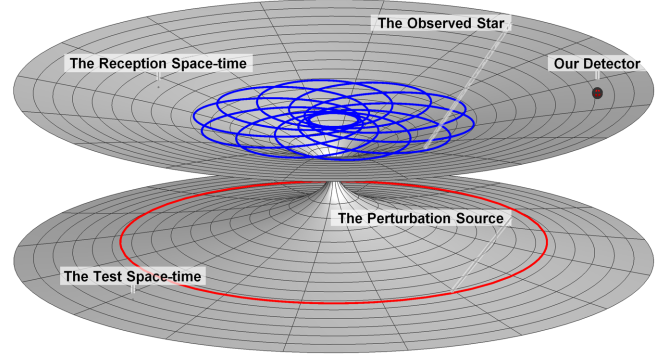 The Observed Star
The Reception Space-time
Our Detector
The Perturbation Source
The Test Space-time